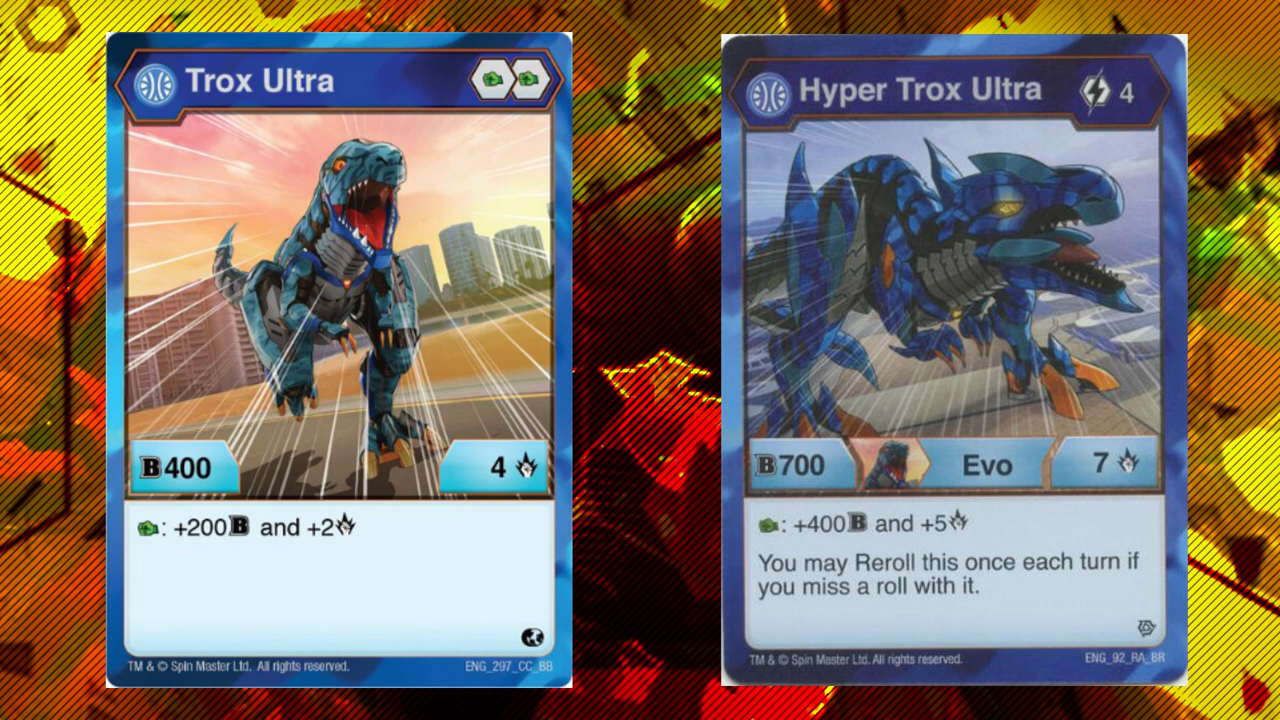 Trox Ultra
B 400
4
: +200 B and +2
TM & © Spin Master Ltd. All rights reserved.
ENG_297_CC_BB
Hyper Trox Ultra
4
B 700
Evo
7
: +400 B and +5
You may Reroll this once each turn if
you miss a roll with it.
TM & © Spin Master Ltd. All rights reserved.
ENG_92_RA_BR